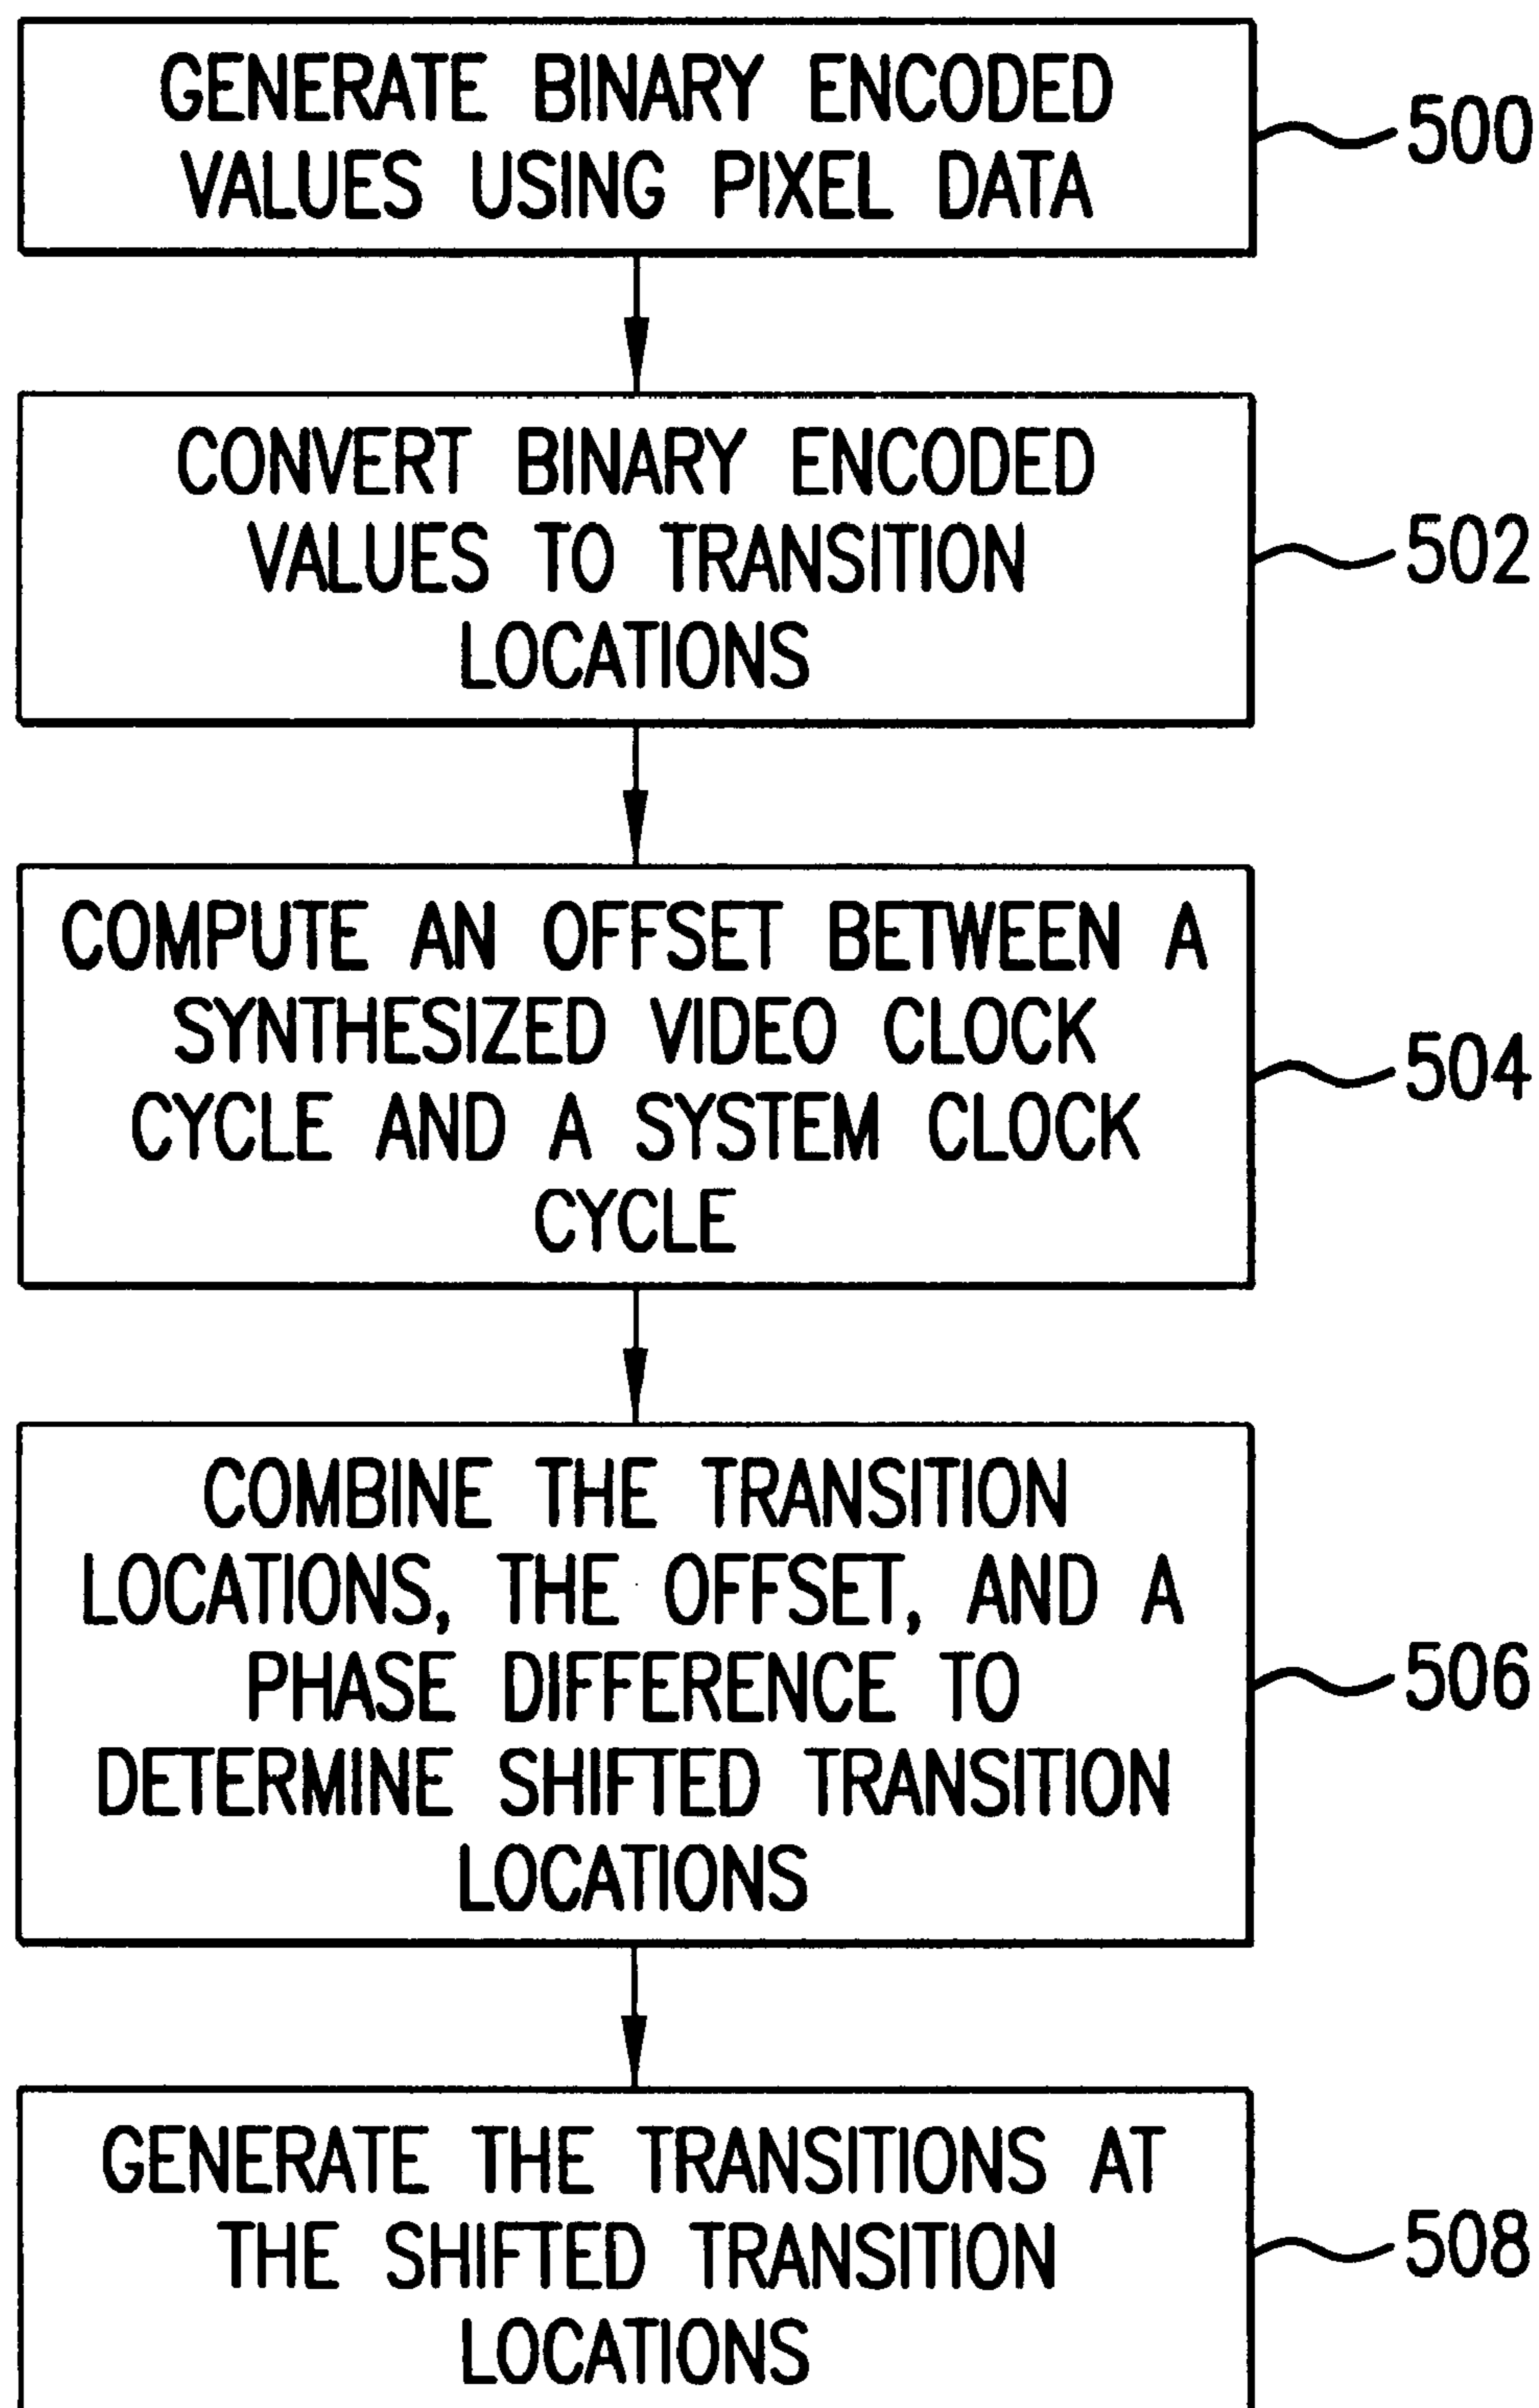 GENERATE BINARY ENCODED
VALUES USING PIXEL DATA
500
CONVERT BINARY ENCODED
VALUES TO TRANSITION
LOCATIONS
502
COMPUTE AN OFFSET BETWEEN A
SYNTHESIZED VIDEO CLOCK
CYCLE AND A SYSTEM CLOCK
CYCLE
504
COMBINE THE TRANSITION
LOCATIONS, THE OFFSET, AND A
PHASE DIFFERENCE TO
DETERMINE SHIFTED TRANSITION
LOCATIONS
506
GENERATE THE TRANSITIONS AT
THE SHIFTED TRANSITION
LOCATIONS
508